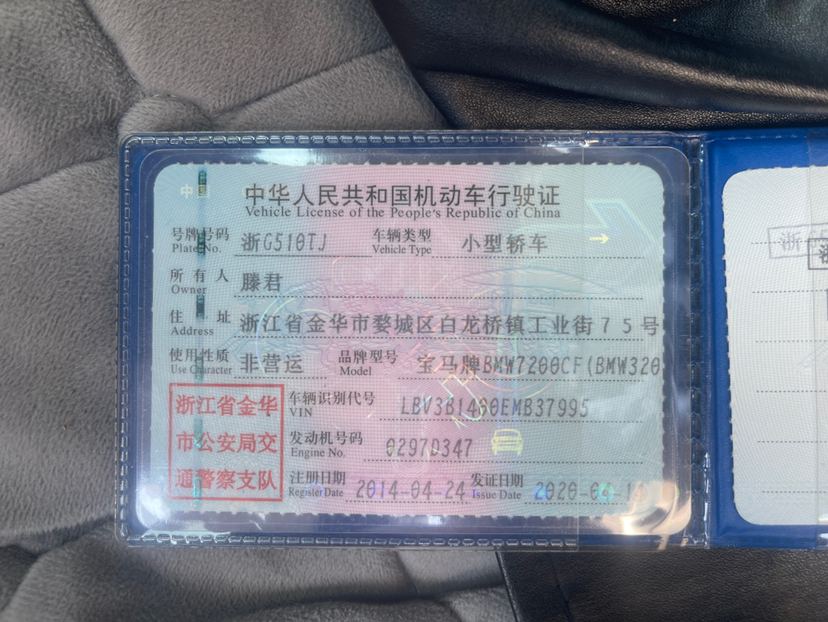 中华人民共和国机动车行驶证
Vehicle License of the People's Republic of China
号牌号码 浙G510TJ 车辆类型 小型轿车
Plate No. Vehicle Type
所有人 滕君
Owner
住址 浙江省金华市婺城区白龙桥镇工业街75号
Address
使用性质 非营运 品牌型号 宝马牌BMW7200CF(BMW320
Use Character Model
浙江省金华
市公安局交
通警察支队
车辆识别代号
VIN
发动机号码 0297D347
Engine No.
注册日期 2014-04-24 发证日期
Register Date Issue Date